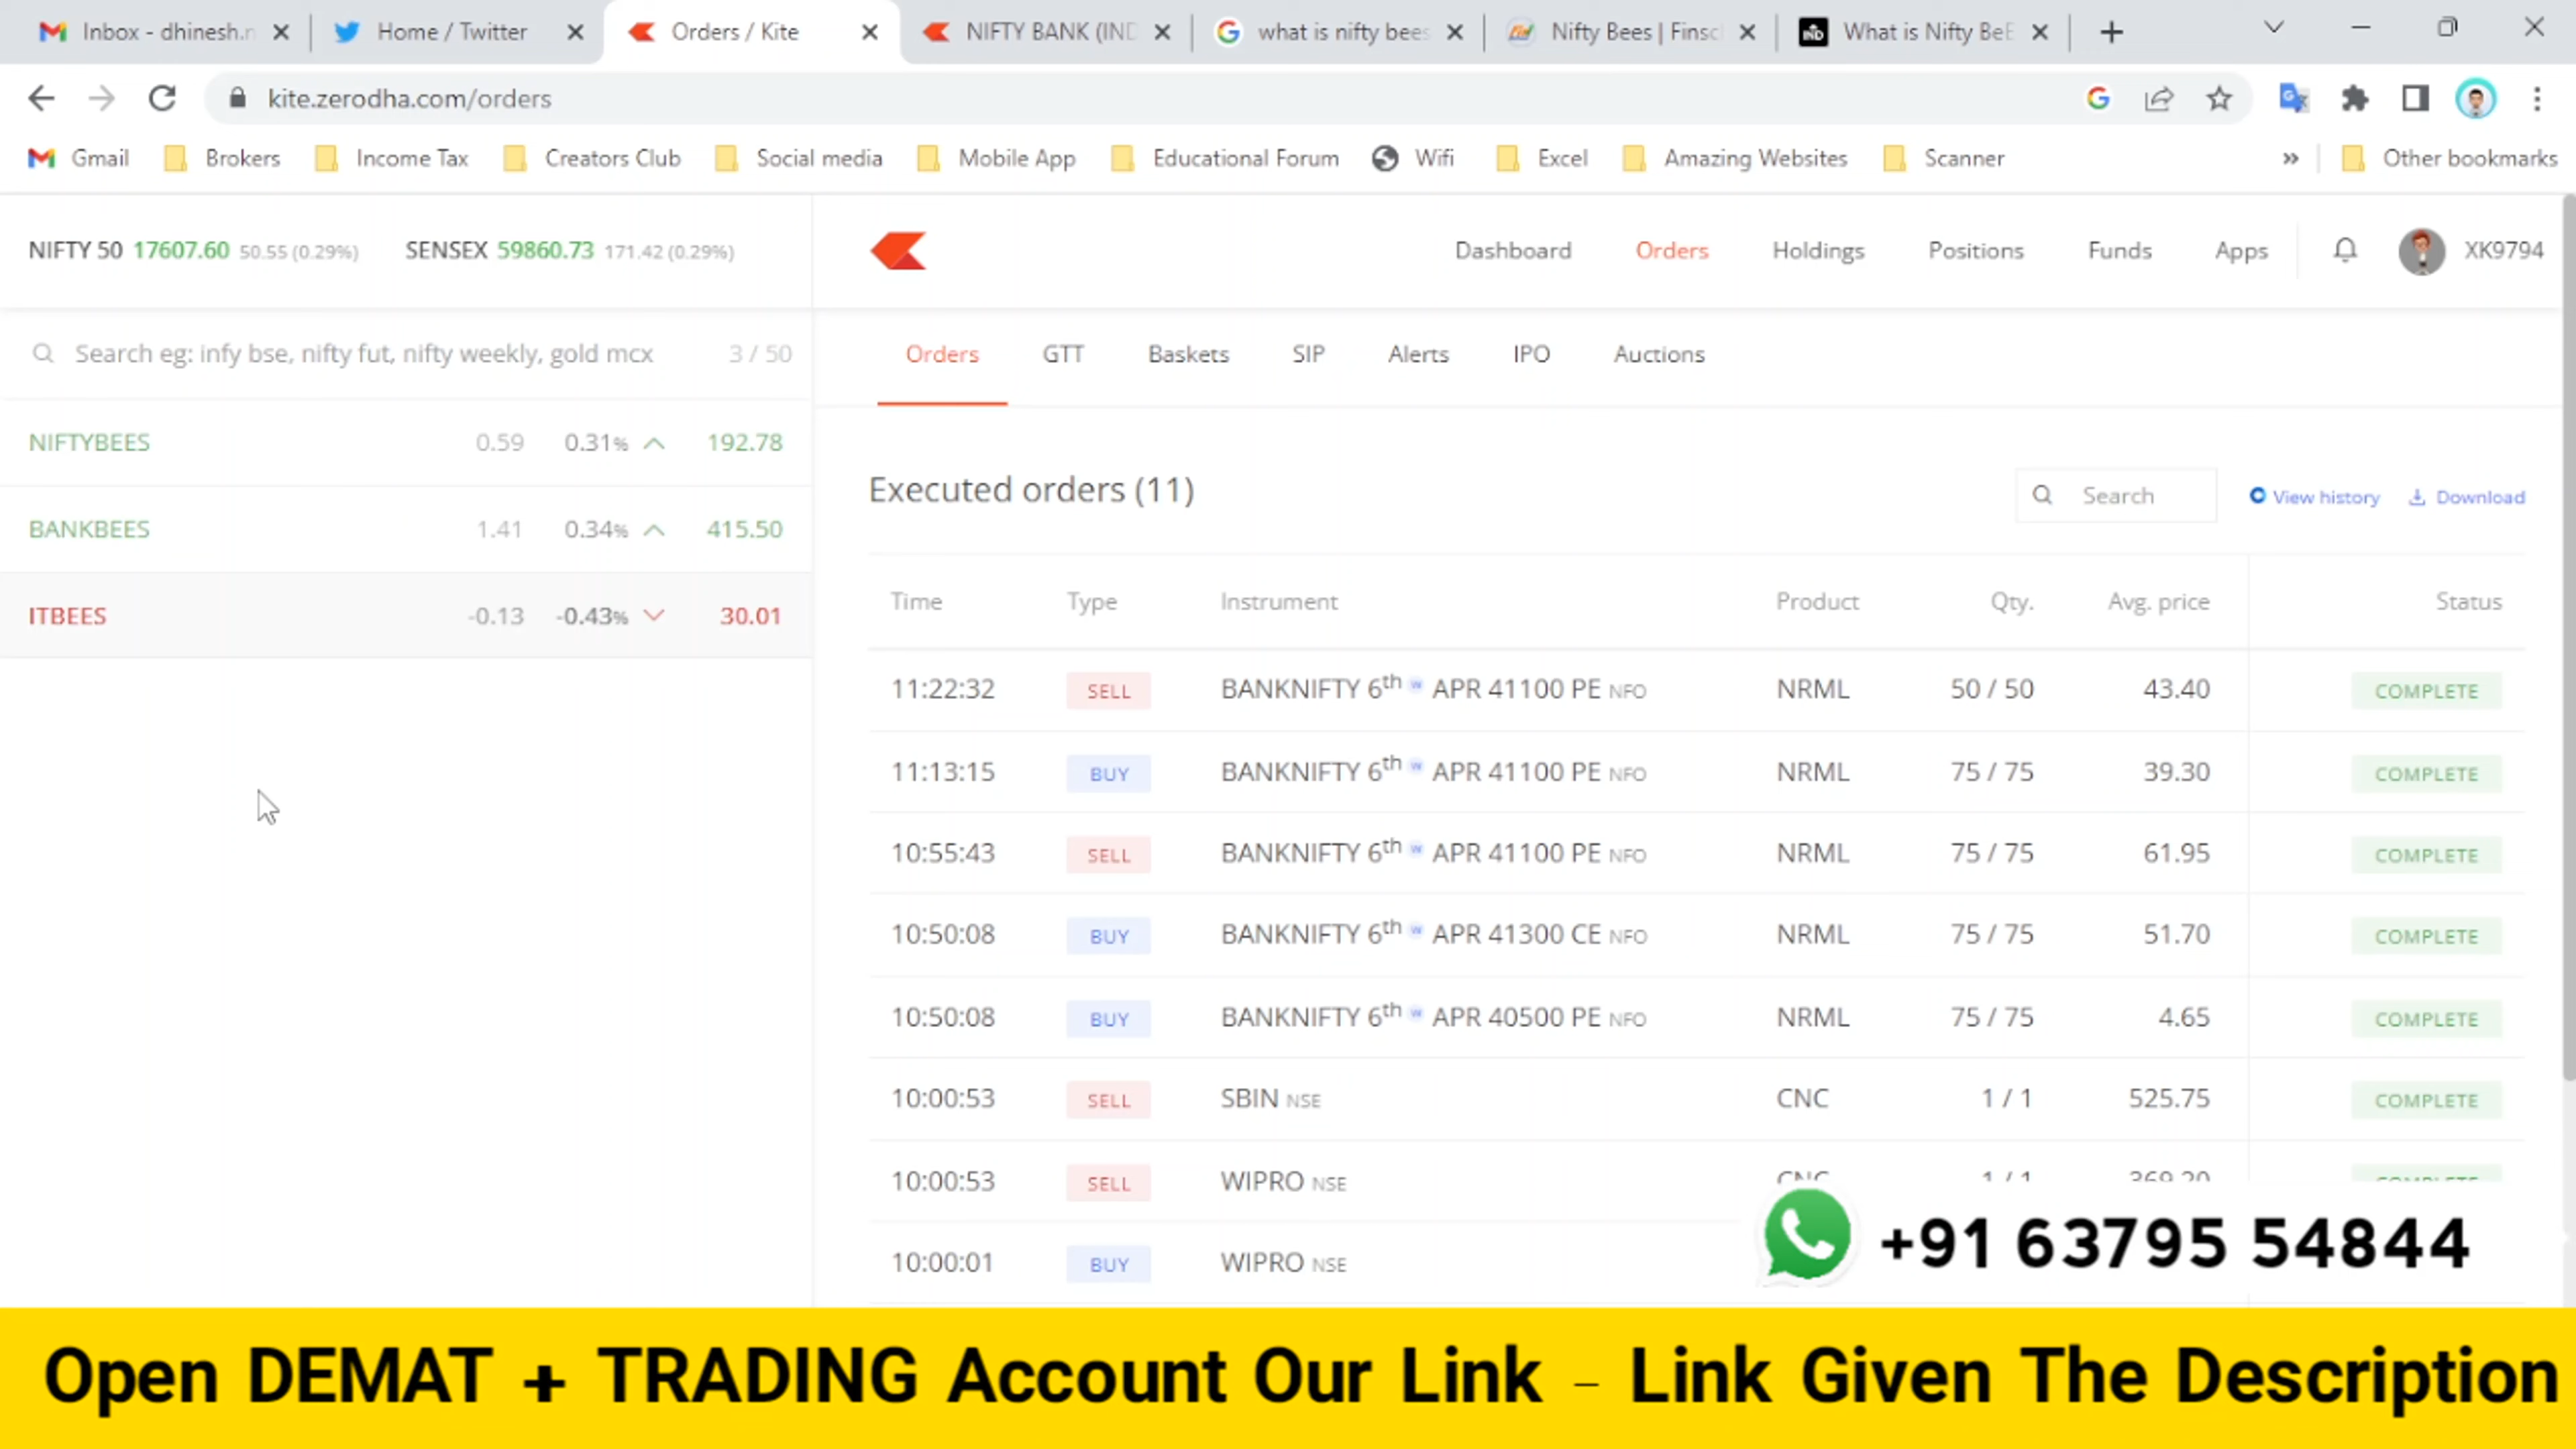 Inbox - dhinesh.n Home / Twitter Orders / Kite NIFTY BANK (IND what is nifty bees Nifty Bees | Finsc What is Nifty BeE
kite.zerodha.com/orders
Gmail Brokers Income Tax Creators Club Social media Mobile App Educational Forum Wifi Excel Amazing Websites Scanner » Other bookmarks
NIFTY 50 17607.60 50.55 (0.29%) SENSEX 59860.73 171.42 (0.29%) Dashboard Orders Holdings Positions Funds Apps XK9794
Search eg: infy bse, nifty fut, nifty weekly, gold mcx 3 / 50
Orders GTT Baskets SIP Alerts IPO Auctions
NIFTYBEES 0.59 0.31% 192.78
BANKBEES 1.41 0.34% 415.50
ITBEES -0.13 -0.43% 30.01
Executed orders (11) Search View history Download
Time Type Instrument Product Qty. Avg. price Status
11:22:32 SELL BANKNIFTY 6th w APR 41100 PE NFO NRML 50 / 50 43.40 COMPLETE
11:13:15 BUY BANKNIFTY 6th w APR 41100 PE NFO NRML 75 / 75 39.30 COMPLETE
10:55:43 SELL BANKNIFTY 6th w APR 41100 PE NFO NRML 75 / 75 61.95 COMPLETE
10:50:08 BUY BANKNIFTY 6th w APR 41300 CE NFO NRML 75 / 75 51.70 COMPLETE
10:50:08 BUY BANKNIFTY 6th w APR 40500 PE NFO NRML 75 / 75 4.65 COMPLETE
10:00:53 SELL SBIN NSE CNC 1 / 1 525.75 COMPLETE
10:00:53 SELL WIPRO NSE CNC 1 / 1 369.20
10:00:01 BUY WIPRO NSE
+91 63795 54844
Open DEMAT + TRADING Account Our Link - Link Given The Description